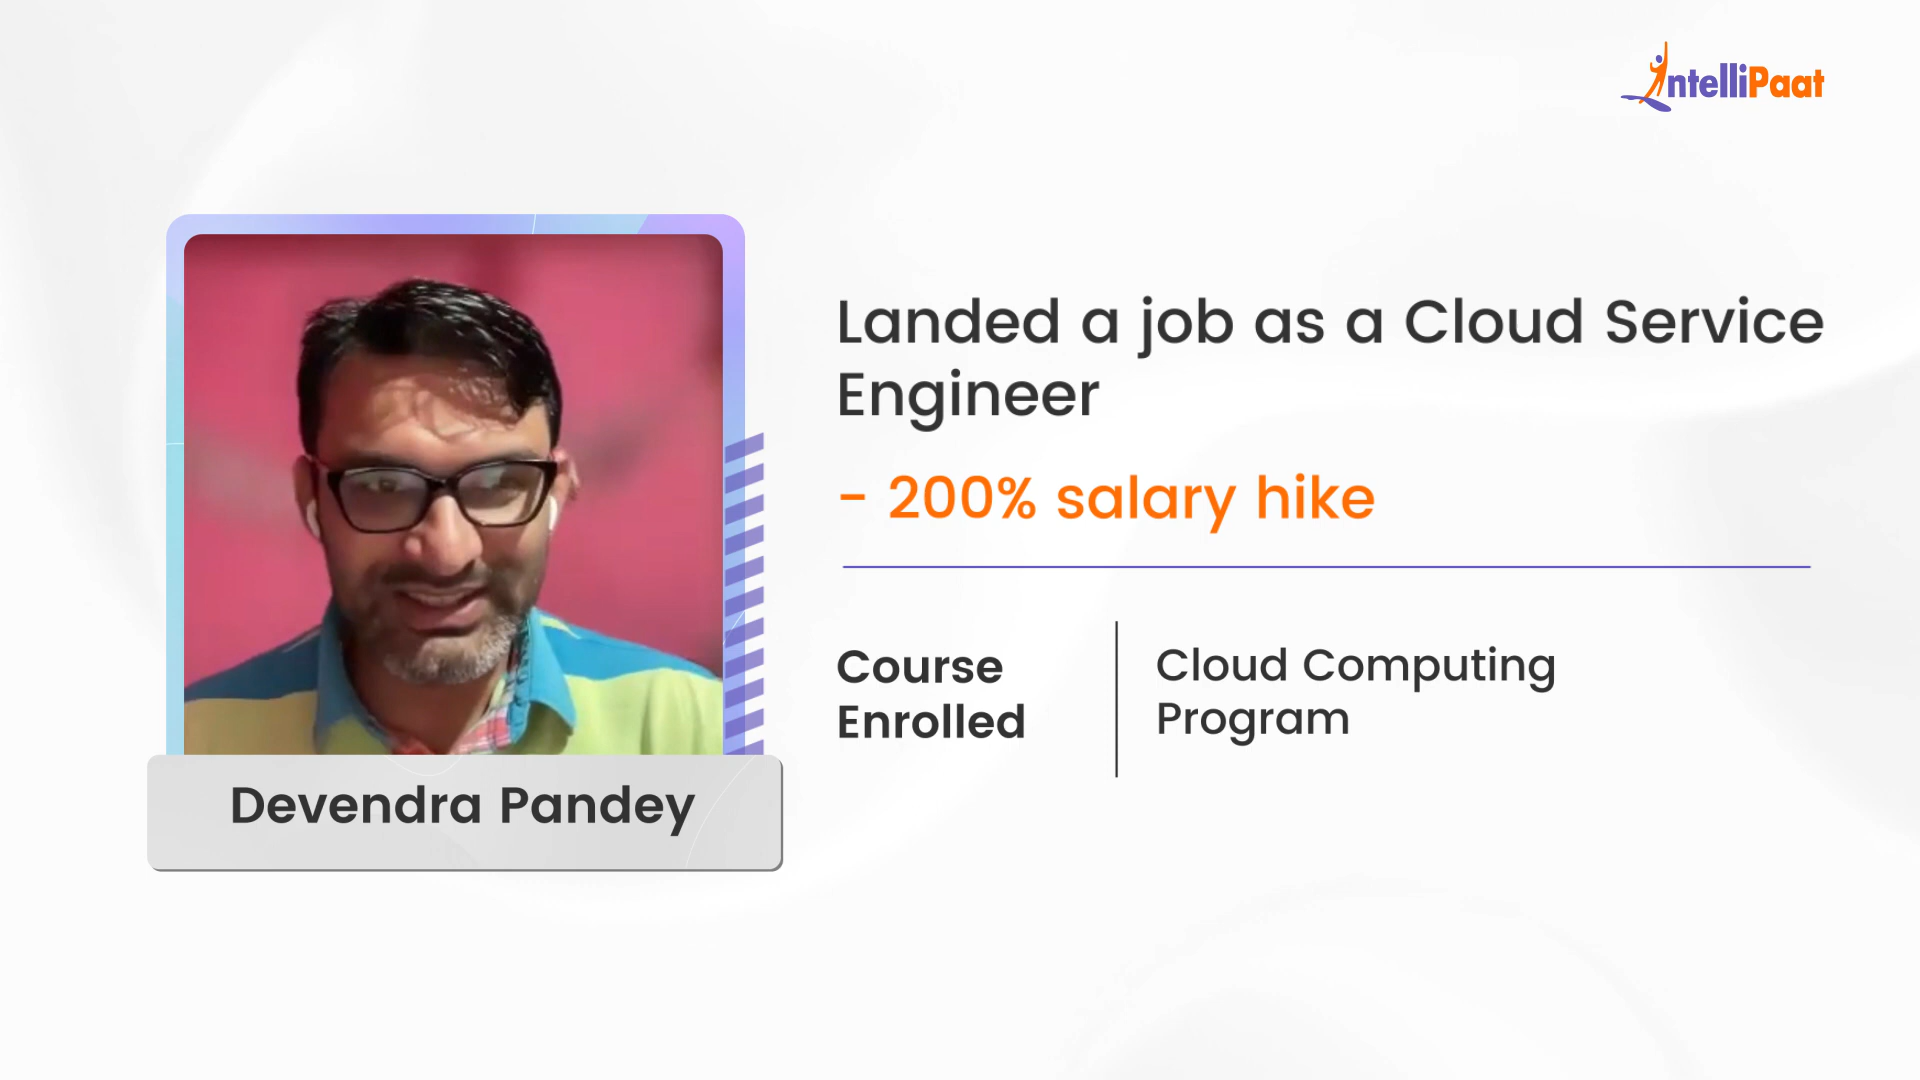 IntelliPaat
Landed a job as a Cloud Service
Engineer
- 200% salary hike
Course
Enrolled
Cloud Computing
Program
Devendra Pandey